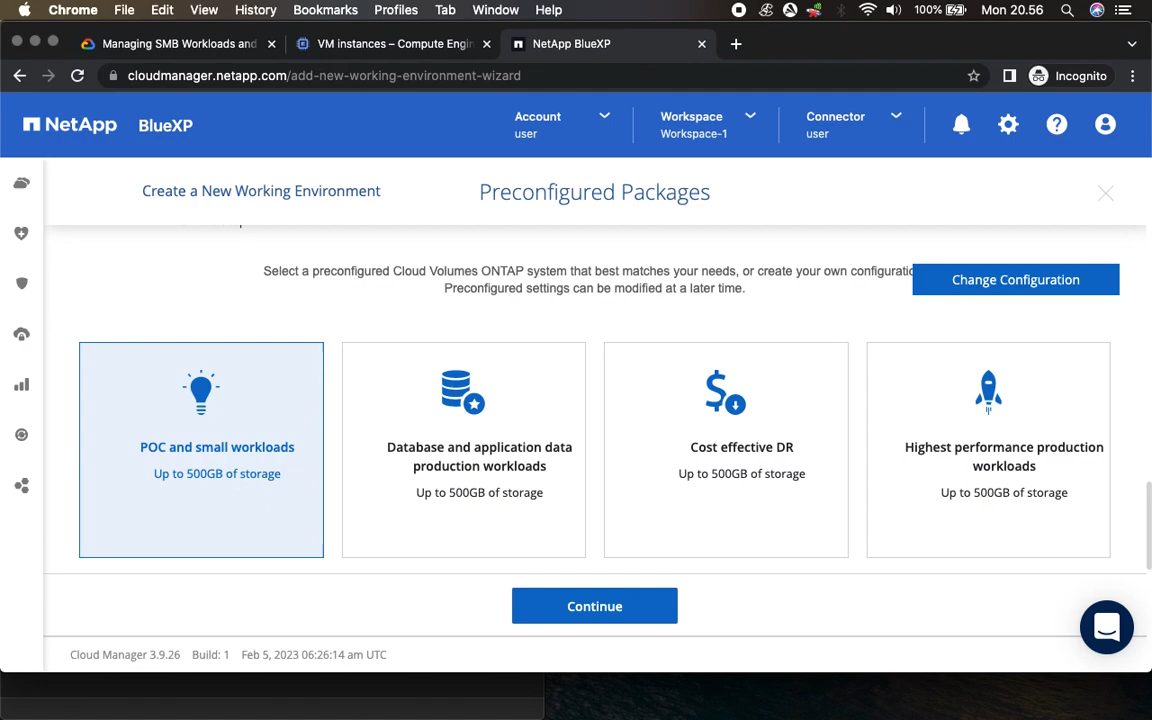 Chrome File Edit View History Bookmarks Profiles Tab Window Help 100% Mon 20.56
Managing SMB Workloads and
VM instances – Compute Engin
NetApp BlueXP
cloudmanager.netapp.com/add-new-working-environment-wizard
Incognito
NetApp BlueXP
Account
user
Workspace
Workspace-1
Connector
user
Create a New Working Environment
Preconfigured Packages
Select a preconfigured Cloud Volumes ONTAP system that best matches your needs, or create your own configuratio
Preconfigured settings can be modified at a later time.
Change Configuration
POC and small workloads
Up to 500GB of storage
Database and application data
production workloads
Up to 500GB of storage
Cost effective DR
Up to 500GB of storage
Highest performance production
workloads
Up to 500GB of storage
Continue
Cloud Manager 3.9.26 Build: 1 Feb 5, 2023 06:26:14 am UTC